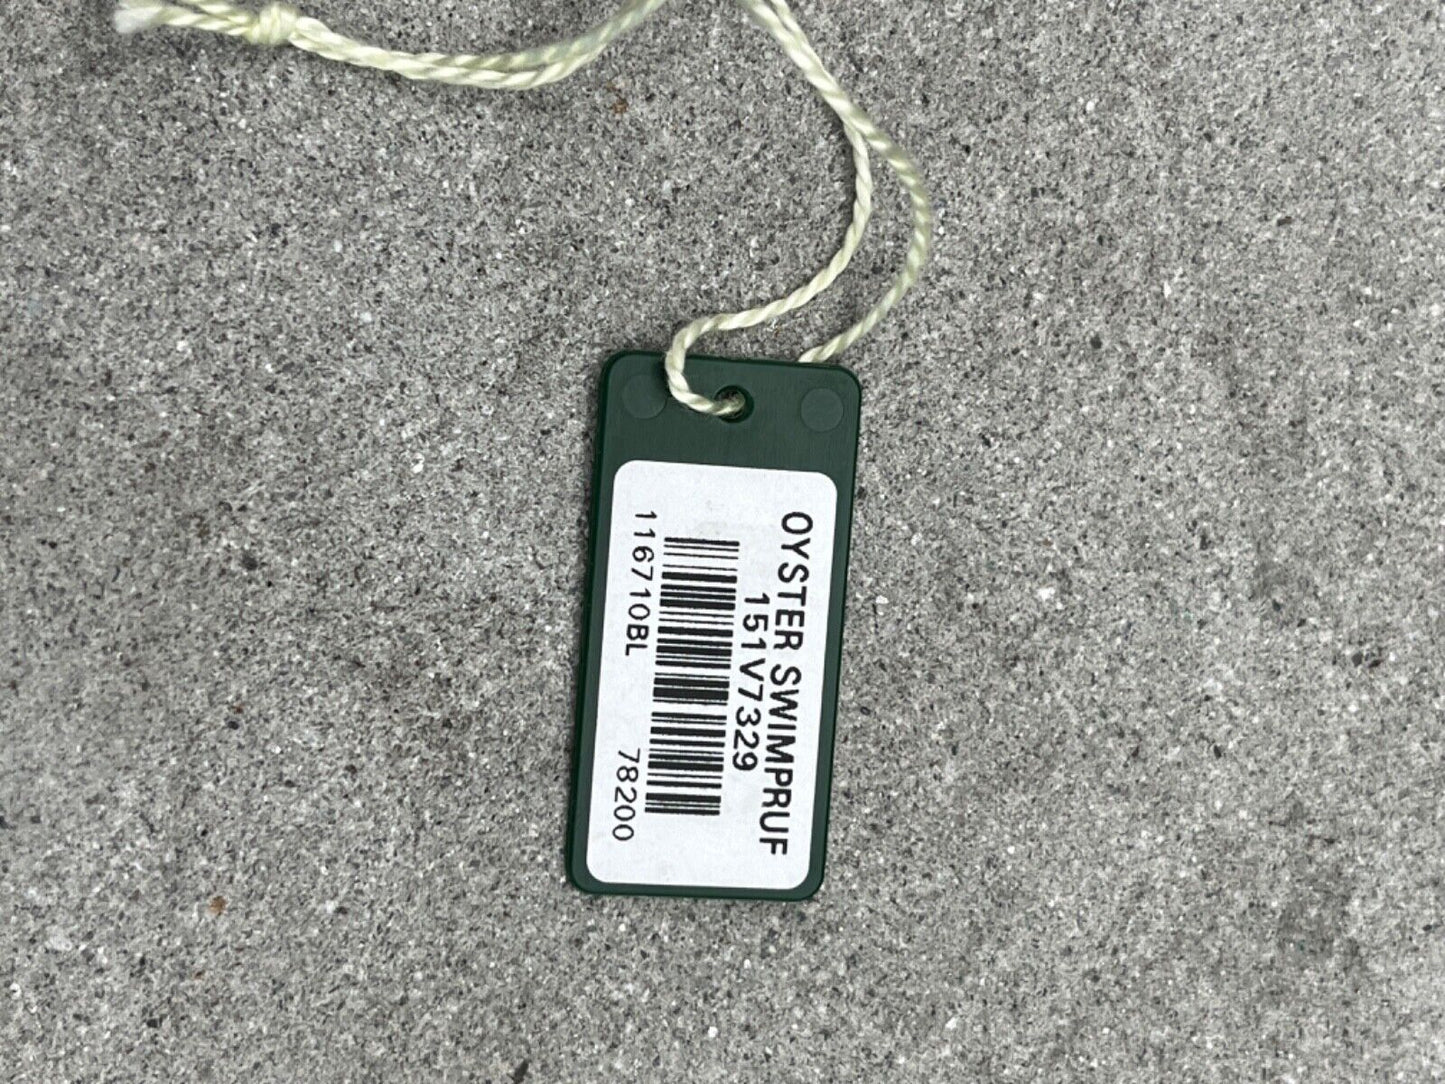 OYSTER SWIMPRUF
151V7329
116710BL 78200